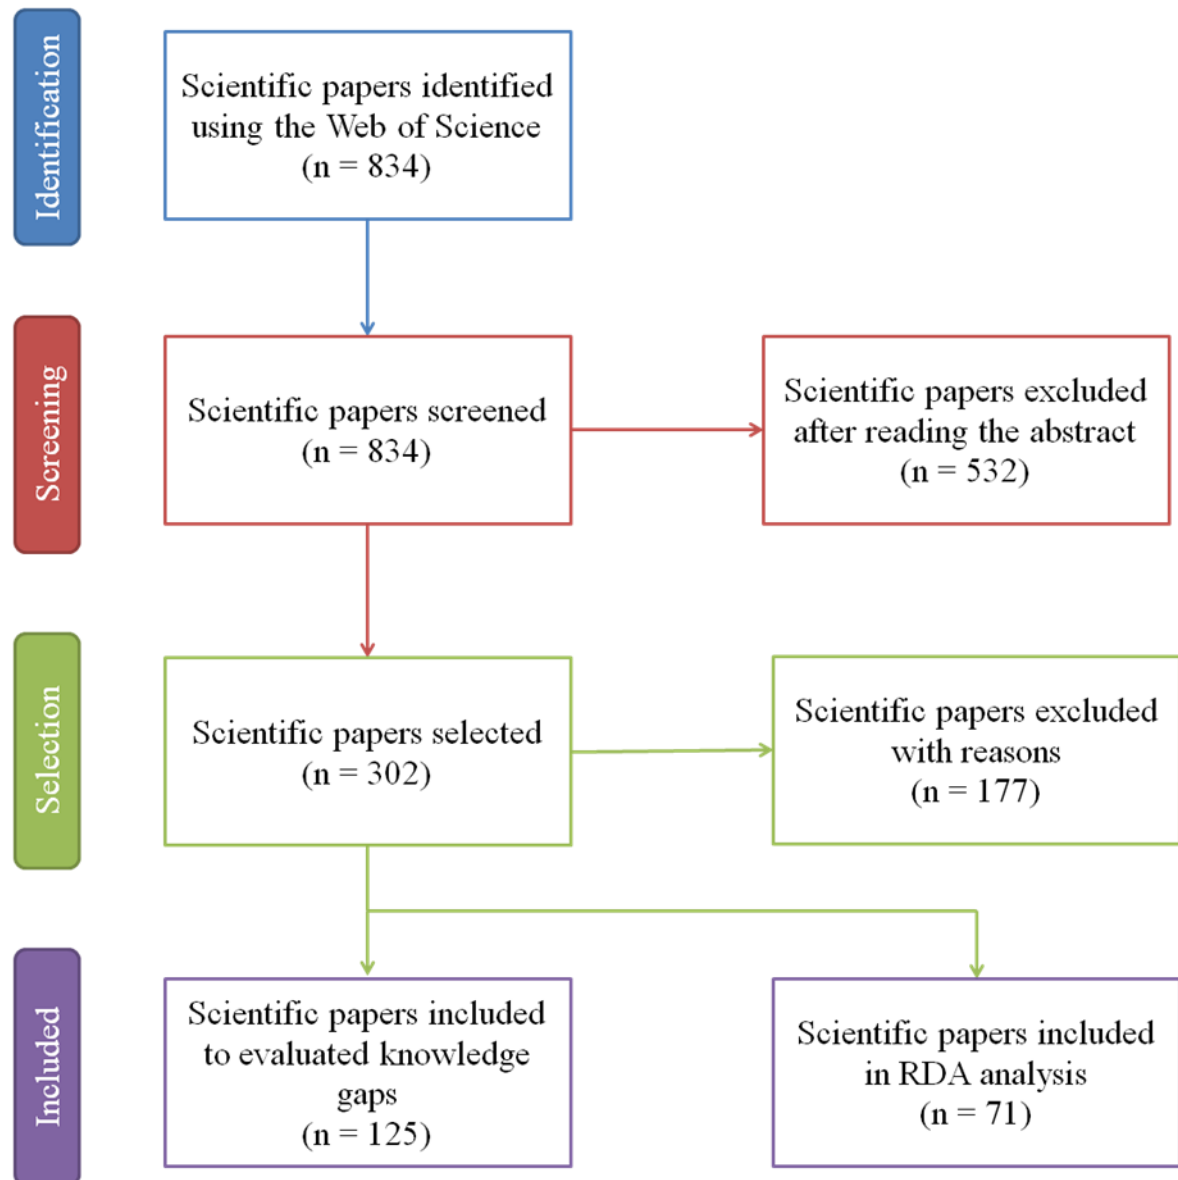 Identification
Scientific papers identified
using the Web of Science
(n = 834)
Screening
Scientific papers screened
(n = 834)
Scientific papers excluded
after reading the abstract
(n = 532)
Selection
Scientific papers selected
(n = 302)
Scientific papers excluded
with reasons
(n = 177)
Included
Scientific papers included
to evaluated knowledge
gaps
(n = 125)
Scientific papers included
in RDA analysis
(n = 71)